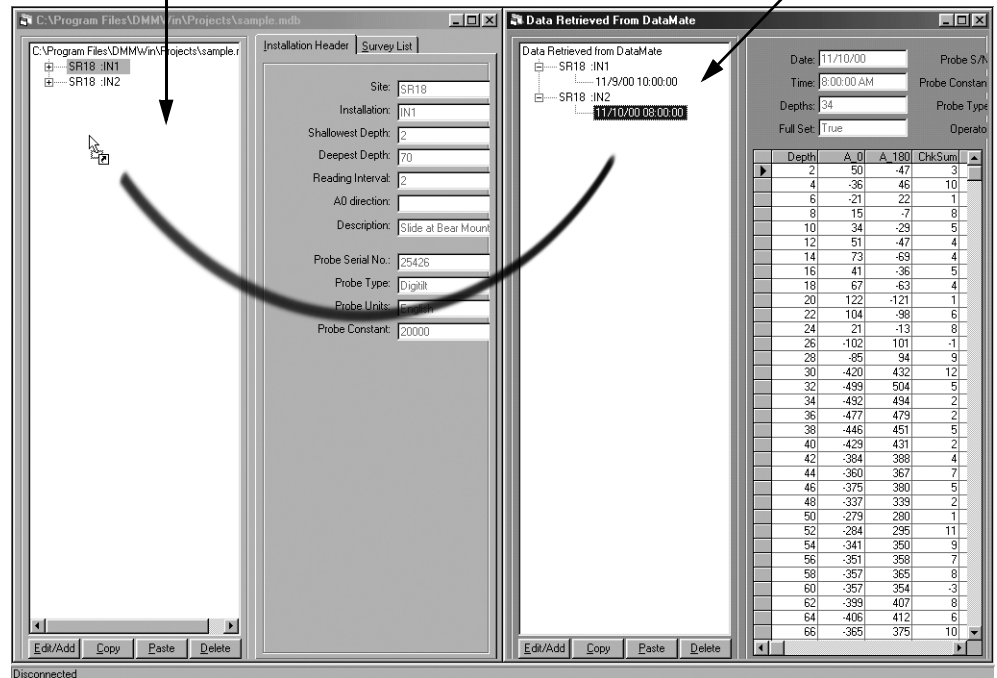 C:\Program Files\DMMWin\Projects\sample.mdb
C:\Program Files\DMMWin\Projects\sample.r
SR18 :IN1
SR18 :IN2
Edit/Add Copy Paste Delete
Installation Header Survey List
Site: SR18
Installation: IN1
Shallowest Depth: 2
Deepest Depth: 70
Reading Interval: 2
A0 direction:
Description: Slide at Bear Mount
Probe Serial No.: 25426
Probe Type: Digitilt
Probe Units: English
Probe Constant: 20000
Data Retrieved From DataMate
Data Retrieved from DataMate
SR18 :IN1
11/9/00 10:00:00
SR18 :IN2
11/10/00 08:00:00
Edit/Add Copy Paste Delete
Date: 11/10/00 Probe S/N
Time: 8:00:00 AM Probe Constan
Depths: 34 Probe Type
Full Set: True Operato
Depth A_0 A_180 ChkSum
2 50 -47 3
4 -36 46 10
6 -21 22 1
8 15 -7 8
10 34 -29 5
12 51 -47 4
14 73 -69 4
16 41 -36 5
18 67 -63 4
20 122 -121 1
22 104 -98 6
24 21 -13 8
26 -102 101 -1
28 -85 94 9
30 -420 432 12
32 -499 504 5
34 -492 494 2
36 -477 479 2
38 -446 451 5
40 -429 431 2
42 -384 388 4
44 -360 367 7
46 -375 380 5
48 -337 339 2
50 -279 280 1
52 -284 295 11
54 -341 350 9
56 -351 358 7
58 -357 365 8
60 -357 354 -3
62 -399 407 8
64 -406 412 6
66 -365 375 10
Disconnected